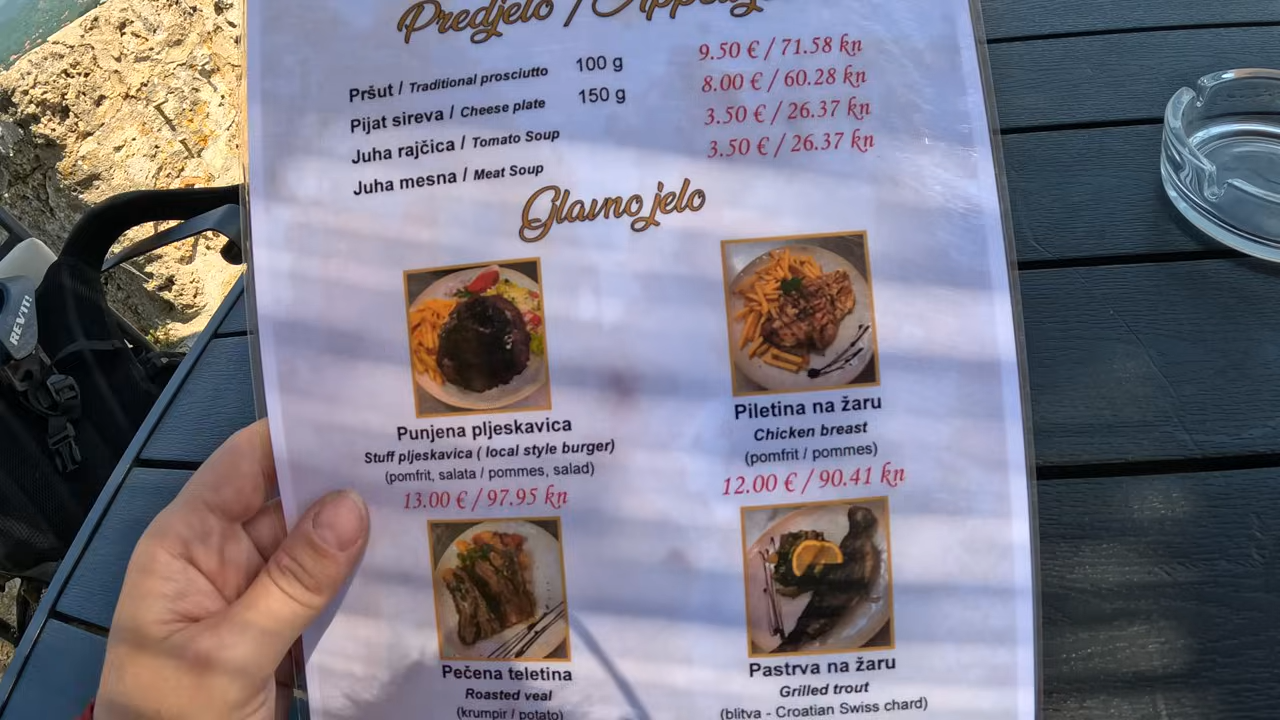 Predjelo /
Pršut / Traditional prosciutto 100 g 9.50 € / 71.58 kn
Pijat sireva / Cheese plate 150 g 8.00 € / 60.28 kn
Juha rajčica / Tomato Soup 3.50 € / 26.37 kn
Juha mesna / Meat Soup 3.50 € / 26.37 kn
Glavno jelo
Punjena pljeskavica
Stuff pljeskavica ( local style burger)
(pomfrit, salata / pommes, salad)
13.00 € / 97.95 kn
Piletina na žaru
Chicken breast
(pomfrit / pommes)
12.00 € / 90.41 kn
Pečena teletina
Roasted veal
(krumpir / potato)
Pastrva na žaru
Grilled trout
(blitva - Croatian Swiss chard)
REV'IT!